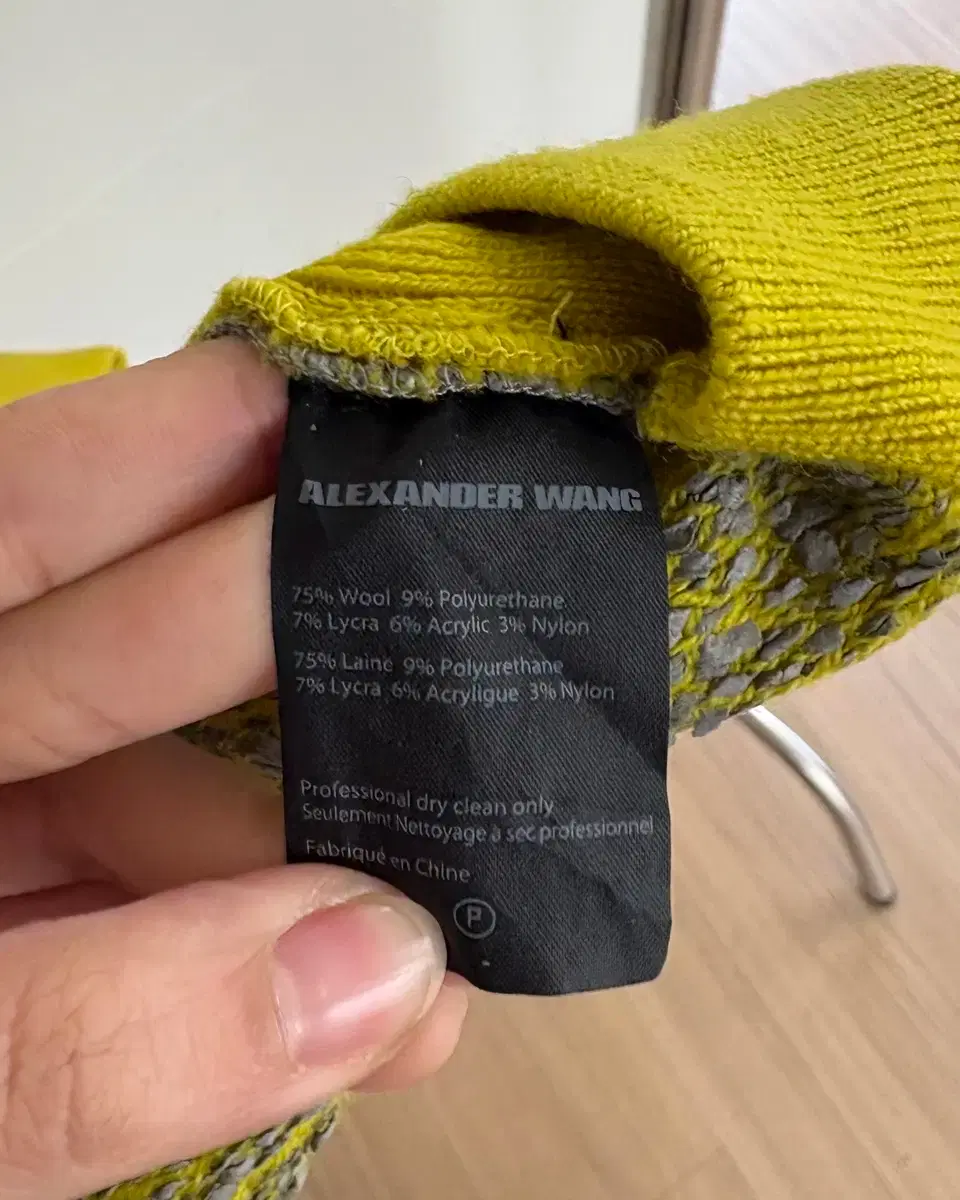 ALEXANDER WANG
75% Wool 9% Polyurethane
7% Lycra 6% Acrylic 3% Nylon
75% Laine 9% Polyurethane
7% Lycra 6% Acryligue 3% Nylon
Professional dry clean only
Seulement Nettoyage à sec professionnel
Fabriqué en Chine
P